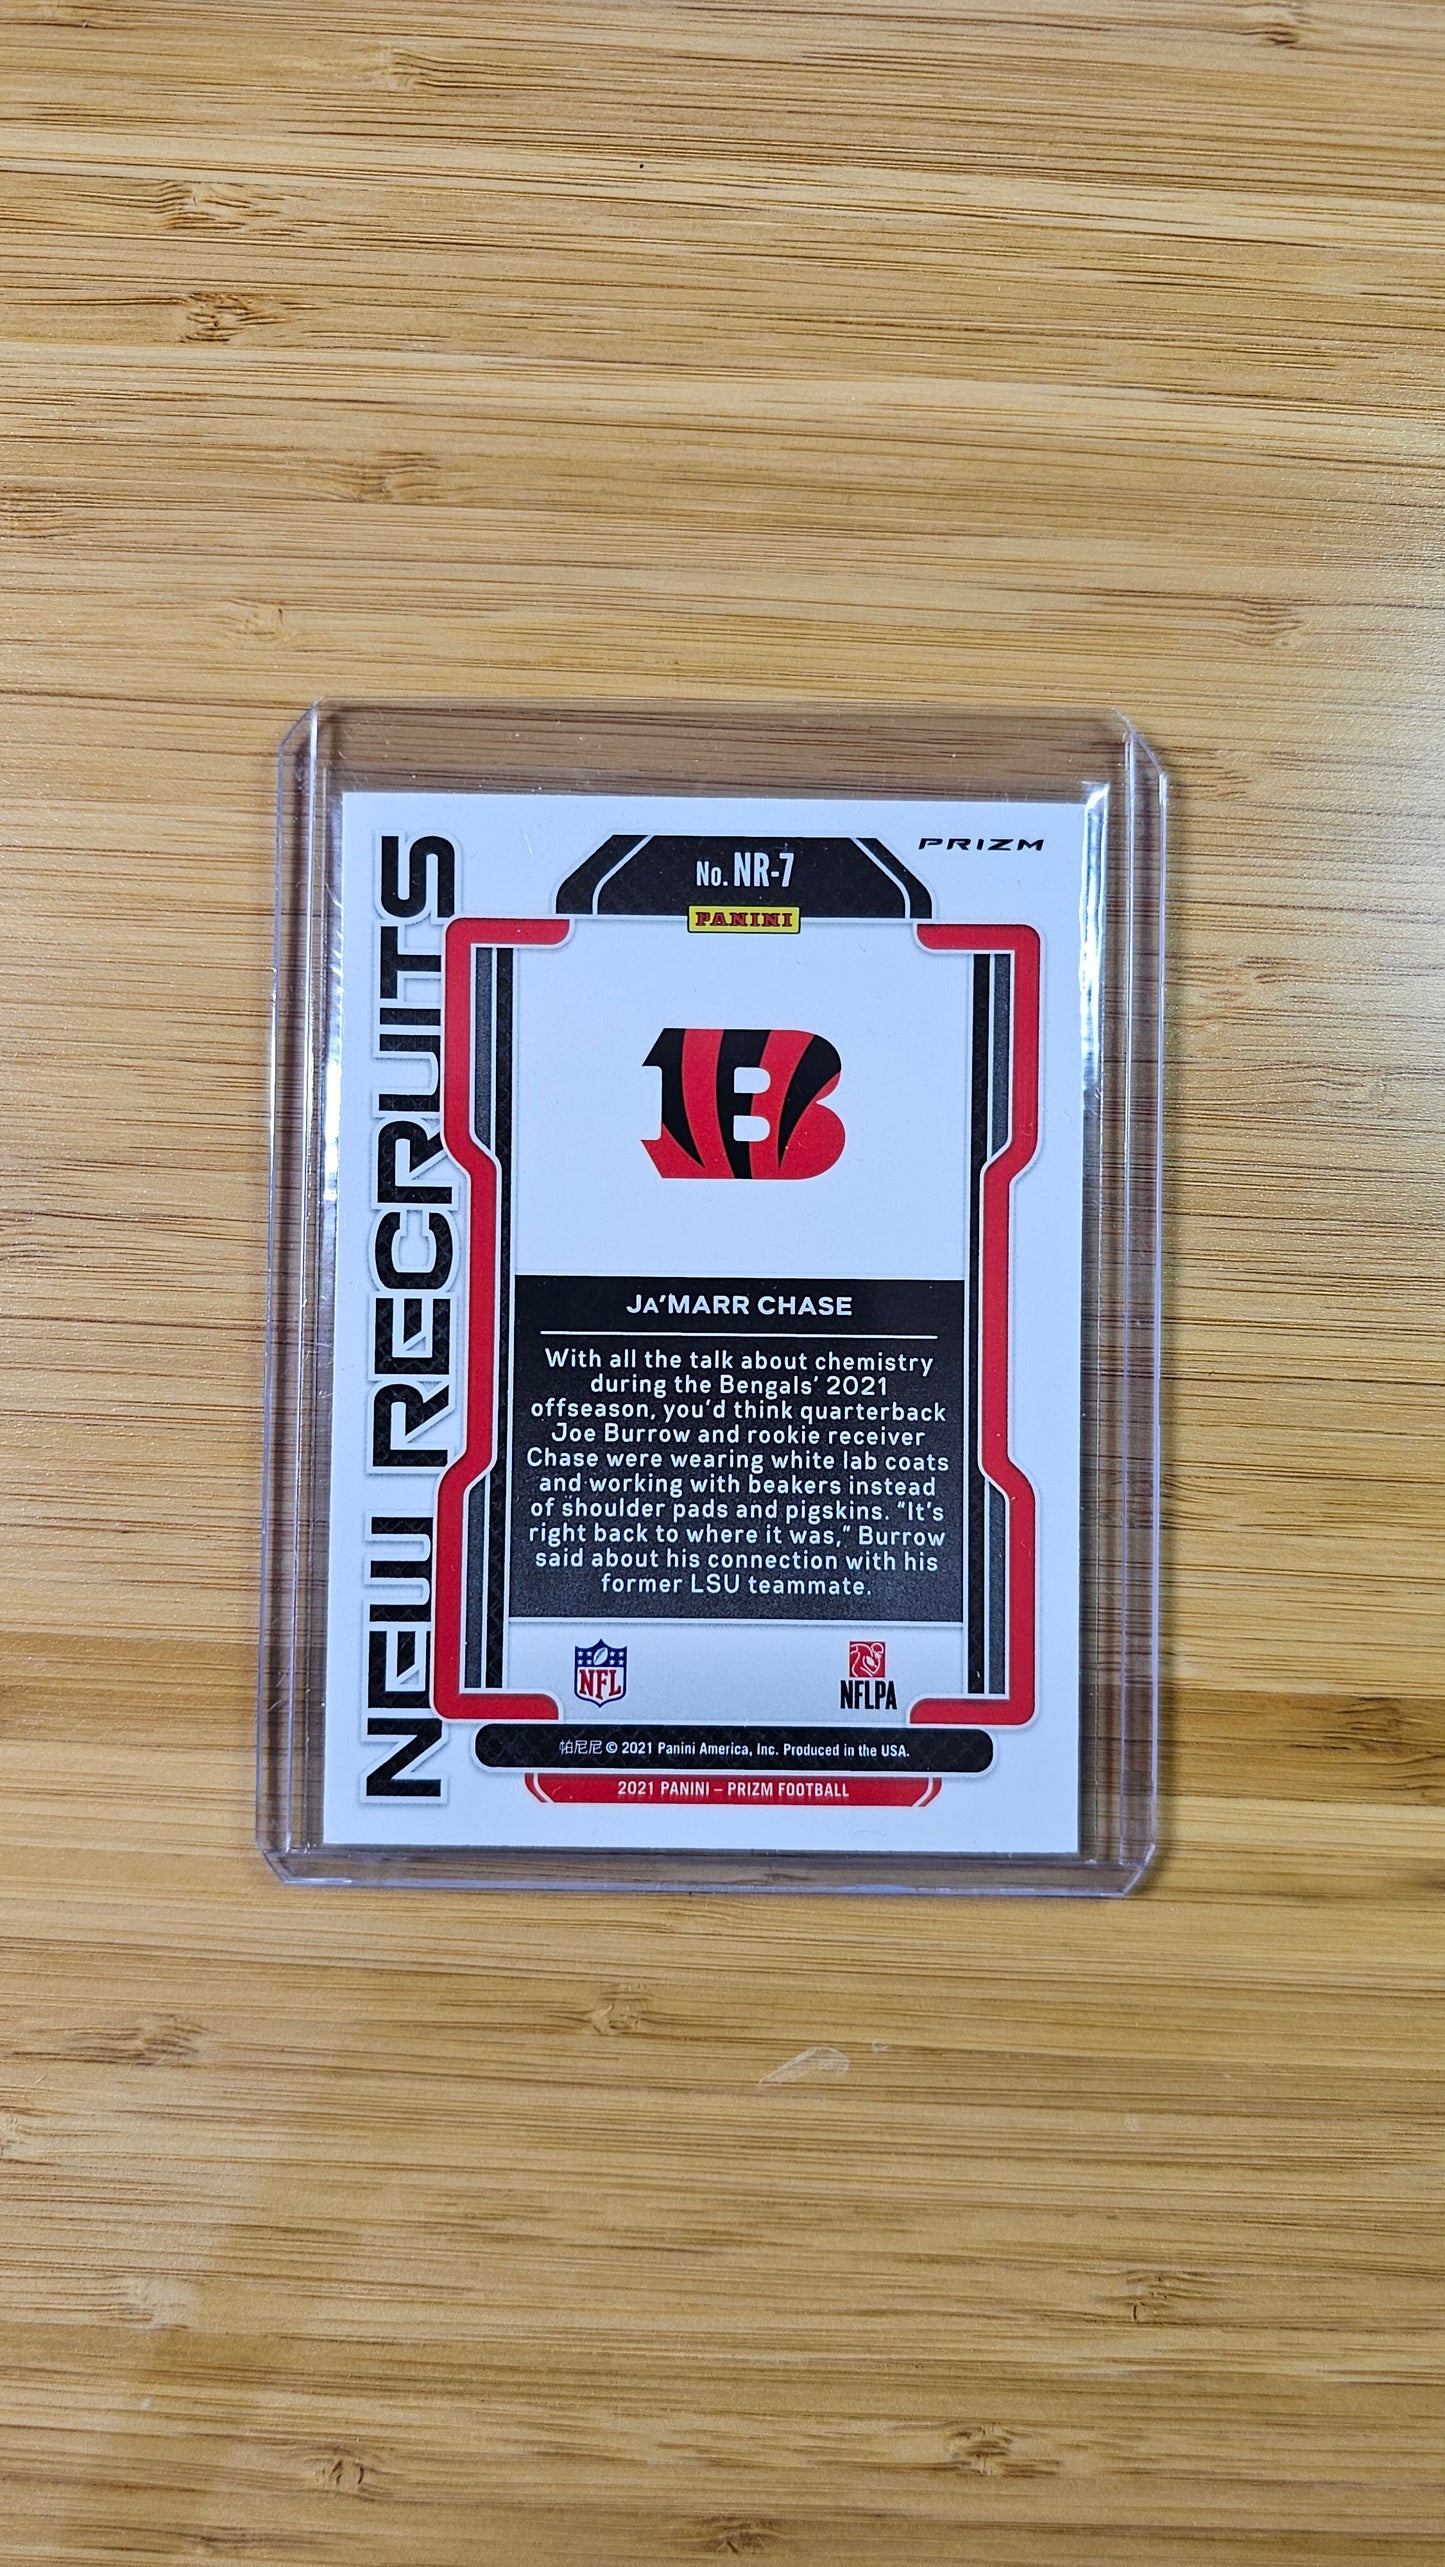 NEW RECRUITS
No. NR-7
PRIZM
PANINI
B
JA'MARR CHASE
With all the talk about chemistry
during the Bengals' 2021
offseason, you'd think quarterback
Joe Burrow and rookie receiver
Chase were wearing white lab coats
and working with beakers instead
of shoulder pads and pigskins. "It's
right back to where it was," Burrow
said about his connection with his
former LSU teammate.
NFL
NFLPA
帕尼尼 © 2021 Panini America, Inc. Produced in the USA.
2021 PANINI – PRIZM FOOTBALL